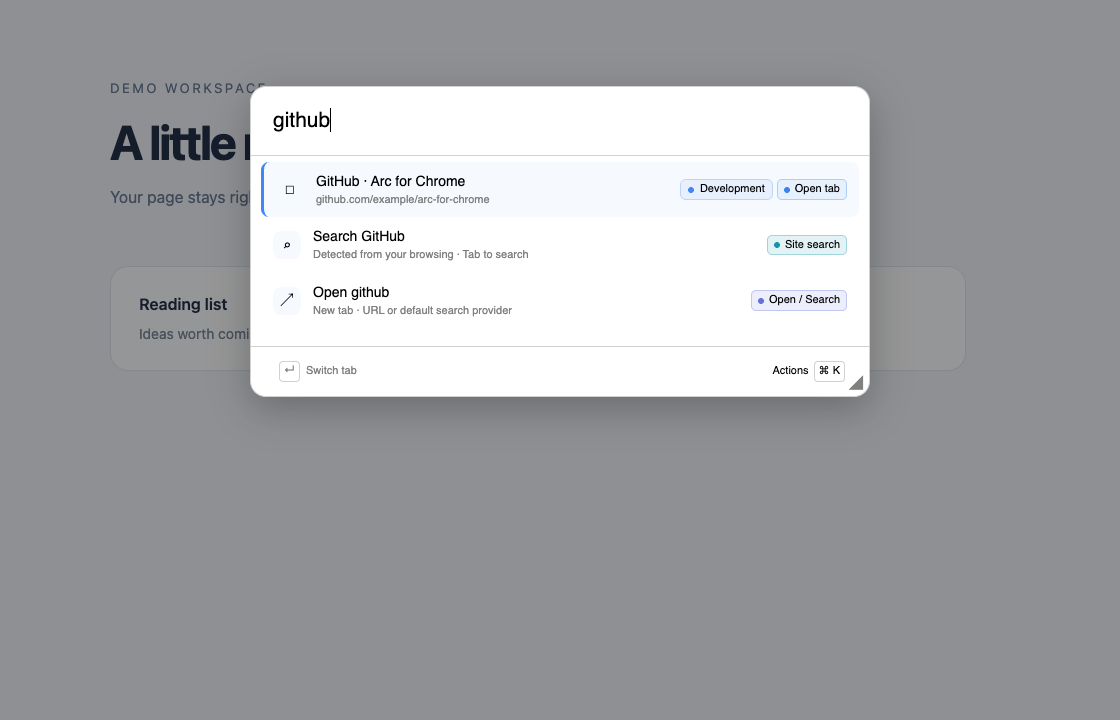 DEMO WORKSPACE
A little
Your page stays
Reading list
Ideas worth
github
GitHub · Arc for Chrome
github.com/example/arc-for-chrome
Development
Open tab
Search GitHub
Detected from your browsing · Tab to search
Site search
Open github
New tab · URL or default search provider
Open / Search
↵ Switch tab
Actions ⌘ K